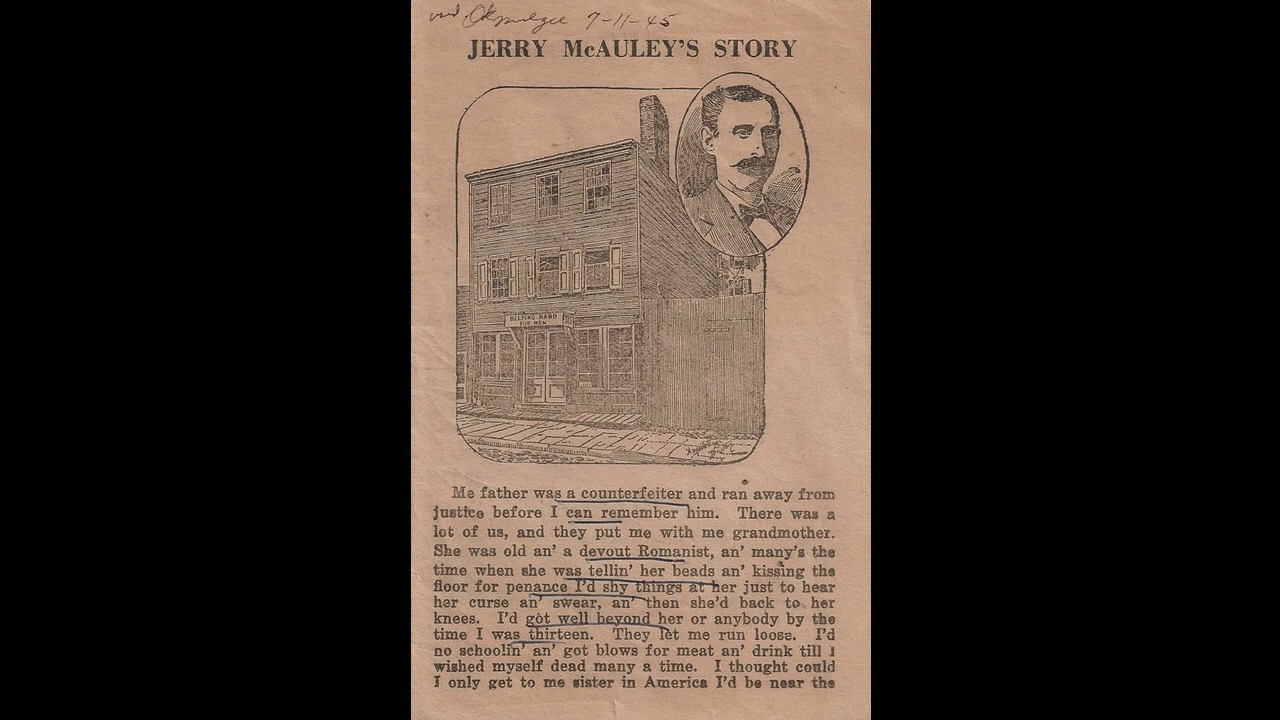 Okmulgee 7-11-45
JERRY McAULEY'S STORY
HELPING HAND
FOR MEN
Me father was a counterfeiter and ran away from
justice before I can remember him. There was a
lot of us, and they put me with me grandmother.
She was old an' a devout Romanist, an' many's the
time when she was tellin' her beads an' kissing the
floor for penance I'd shy things at her just to hear
her curse an' swear, an' then she'd back to her
knees. I'd got well beyond her or anybody by the
time I was thirteen. They let me run loose. I'd
no schoolin' an' got blows for meat an' drink till I
wished myself dead many a time. I thought could
I only get to me sister in America I'd be near the